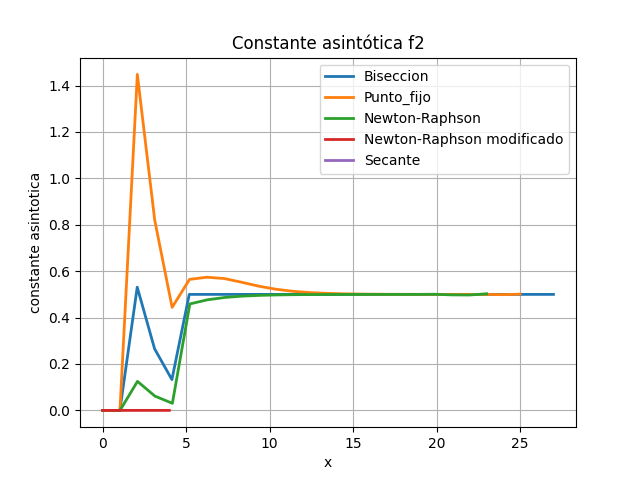 Constante asintótica f2
Biseccion
Punto_fijo
Newton-Raphson
Newton-Raphson modificado
Secante
constante asintotica
1.4
1.2
1.0
0.8
0.6
0.4
0.2
0.0
0 5 10 15 20 25
x